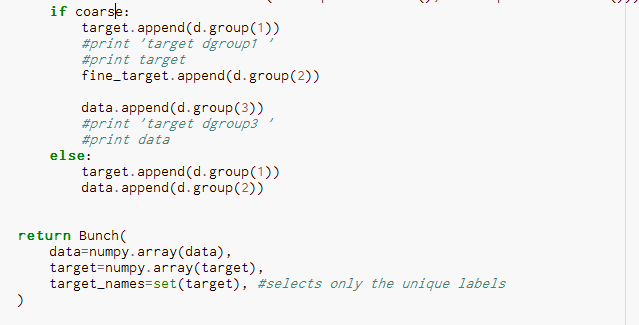 if coarse:
target.append(d.group(1))
#print 'target dgroup1 '
#print target
fine_target.append(d.group(2))
data.append(d.group(3))
#print 'target dgroup3 '
#print data
else:
target.append(d.group(1))
data.append(d.group(2))
return Bunch(
data=numpy.array(data),
target=numpy.array(target),
target_names=set(target), #selects only the unique labels
)